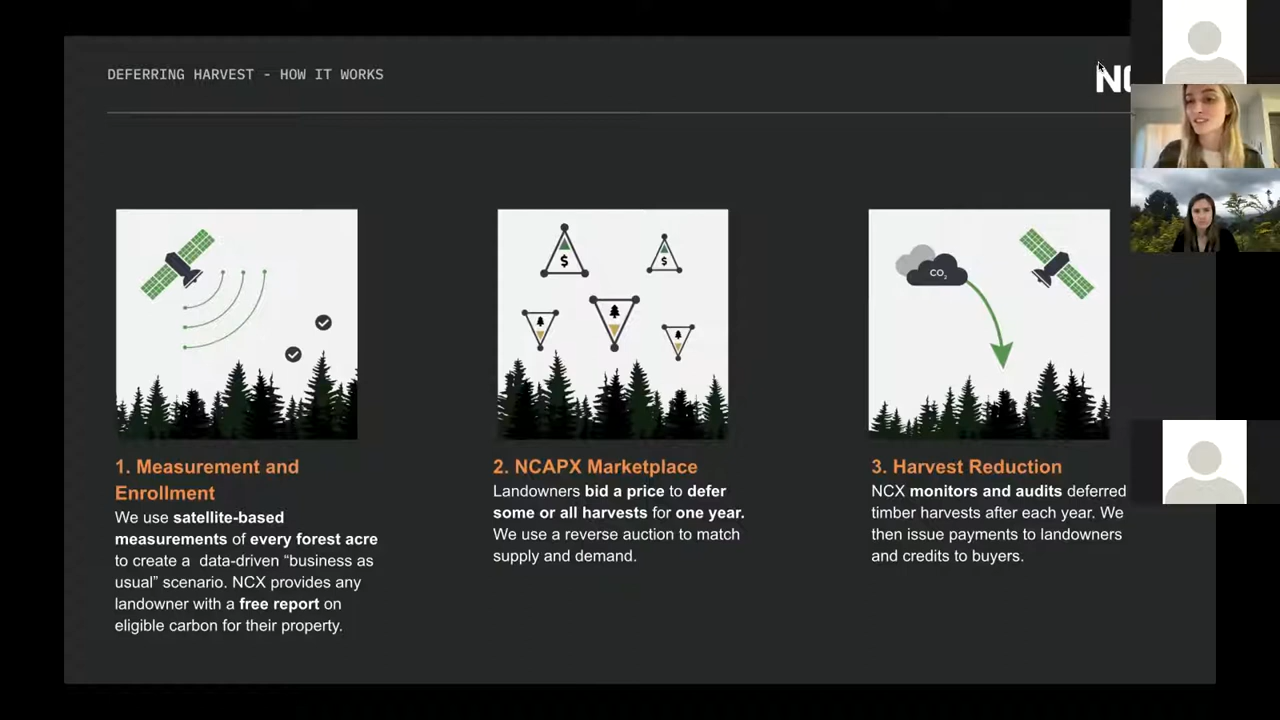 DEFERRING HARVEST - HOW IT WORKS
NC
$
$
CO2
1. Measurement and
Enrollment
We use satellite-based
measurements of every forest acre
to create a  data-driven “business as
usual” scenario. NCX provides any
landowner with a free report on
eligible carbon for their property.
2. NCAPX Marketplace
Landowners bid a price to defer
some or all harvests for one year.
We use a reverse auction to match
supply and demand.
3. Harvest Reduction
NCX monitors and audits deferred
timber harvests after each year. We
then issue payments to landowners
and credits to buyers.